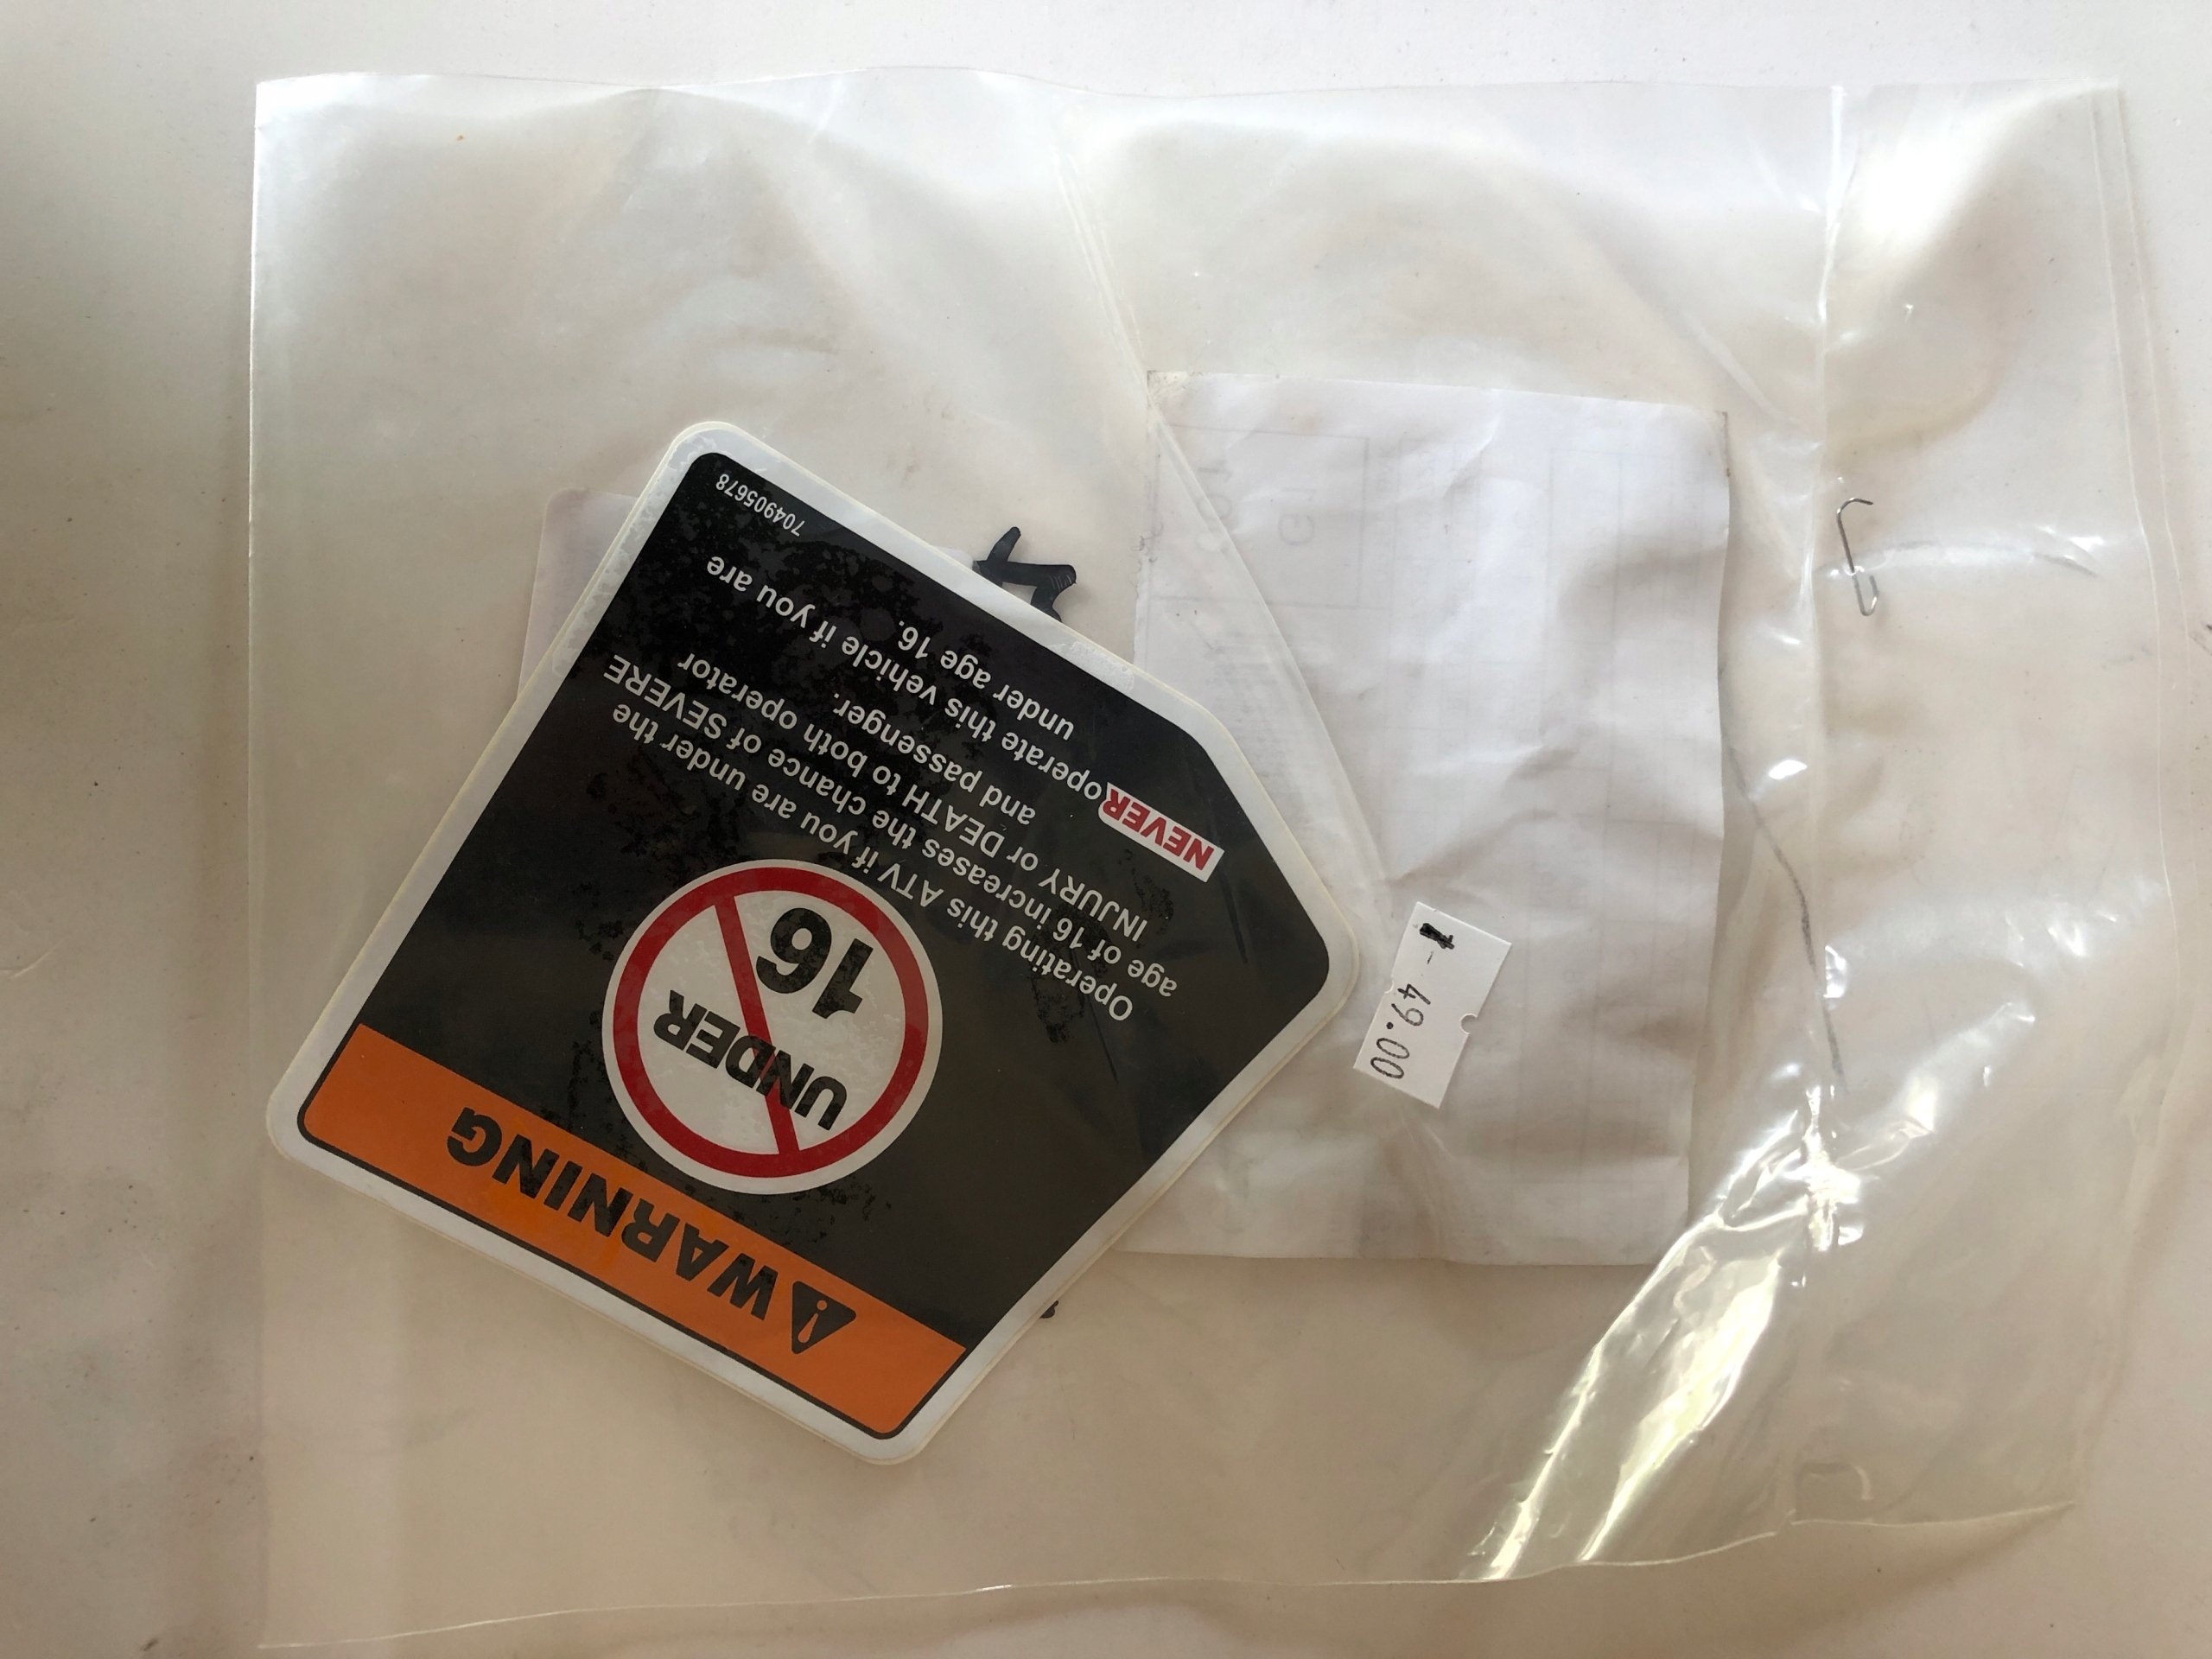 WARNING
UNDER
16
Operating this ATV if you are under the
age of 16 increases the chance of SEVERE
INJURY or DEATH to both operator
and passenger.
NEVER operate this vehicle if you are
under age 16.
704905678
49.00